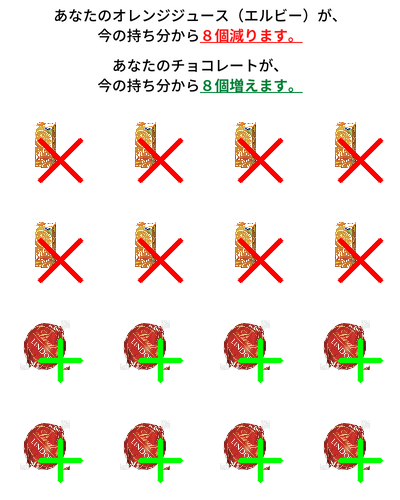 あなたのオレンジジュース（エルビー）が、
今の持ち分から８個減ります。
あなたのチョコレートが、
今の持ち分から８個増えます。